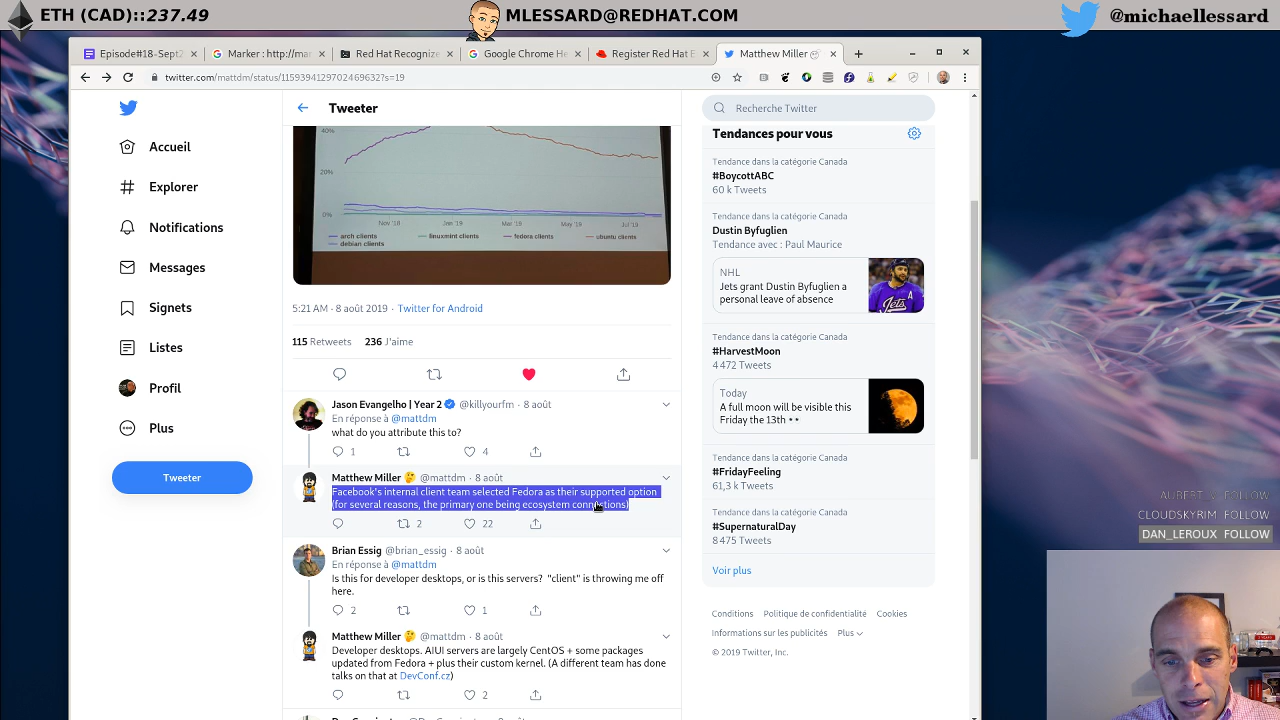 ETH (CAD)::237.49
MLESSARD@REDHAT.COM
@michaellessard
Episode#18-Sept2
Marker : http://mar
Red Hat Recognize
Google Chrome He
Register Red Hat E
Matthew Miller
twitter.com/mattdm/status/1159394129702469632?s=19
Accueil
Explorer
Notifications
Messages
Signets
Listes
Profil
Plus
Tweeter
Tweeter
40%
20%
0%
Nov '18
Jan '19
Mar '19
May '19
Jul '19
arch clients
linuxmint clients
fedora clients
ubuntu clients
debian clients
5:21 AM · 8 août 2019 · Twitter for Android
115 Retweets 236 J'aime
Jason Evangelho | Year 2 @killyourfm · 8 août
En réponse à @mattdm
what do you attribute this to?
1
4
Matthew Miller 🤔 @mattdm · 8 août
Facebook's internal client team selected Fedora as their supported option
(for several reasons, the primary one being ecosystem connections)
2
22
Brian Essig @brian_essig · 8 août
En réponse à @mattdm
Is this for developer desktops, or is this servers? "client" is throwing me off
here.
2
1
Matthew Miller 🤔 @mattdm · 8 août
Developer desktops. AIUI servers are largely CentOS + some packages
updated from Fedora + plus their custom kernel. (A different team has done
talks on that at DevConf.cz)
2
Recherche Twitter
Tendances pour vous
Tendance dans la catégorie Canada
#BoycottABC
60 k Tweets
Tendance dans la catégorie Canada
Dustin Byfuglien
Tendance avec : Paul Maurice
NHL
Jets grant Dustin Byfuglien a
personal leave of absence
Tendance dans la catégorie Canada
#HarvestMoon
4 472 Tweets
Today
A full moon will be visible this
Friday the 13th 👀
Tendance dans la catégorie Canada
#FridayFeeling
61,3 k Tweets
Tendance dans la catégorie Canada
#SupernaturalDay
8 475 Tweets
Voir plus
Conditions Politique de confidentialité Cookies
Informations sur les publicités Plus
© 2019 Twitter, Inc.
CLOUDSKYRIM FOLLOW
DAN_LEROUX FOLLOW